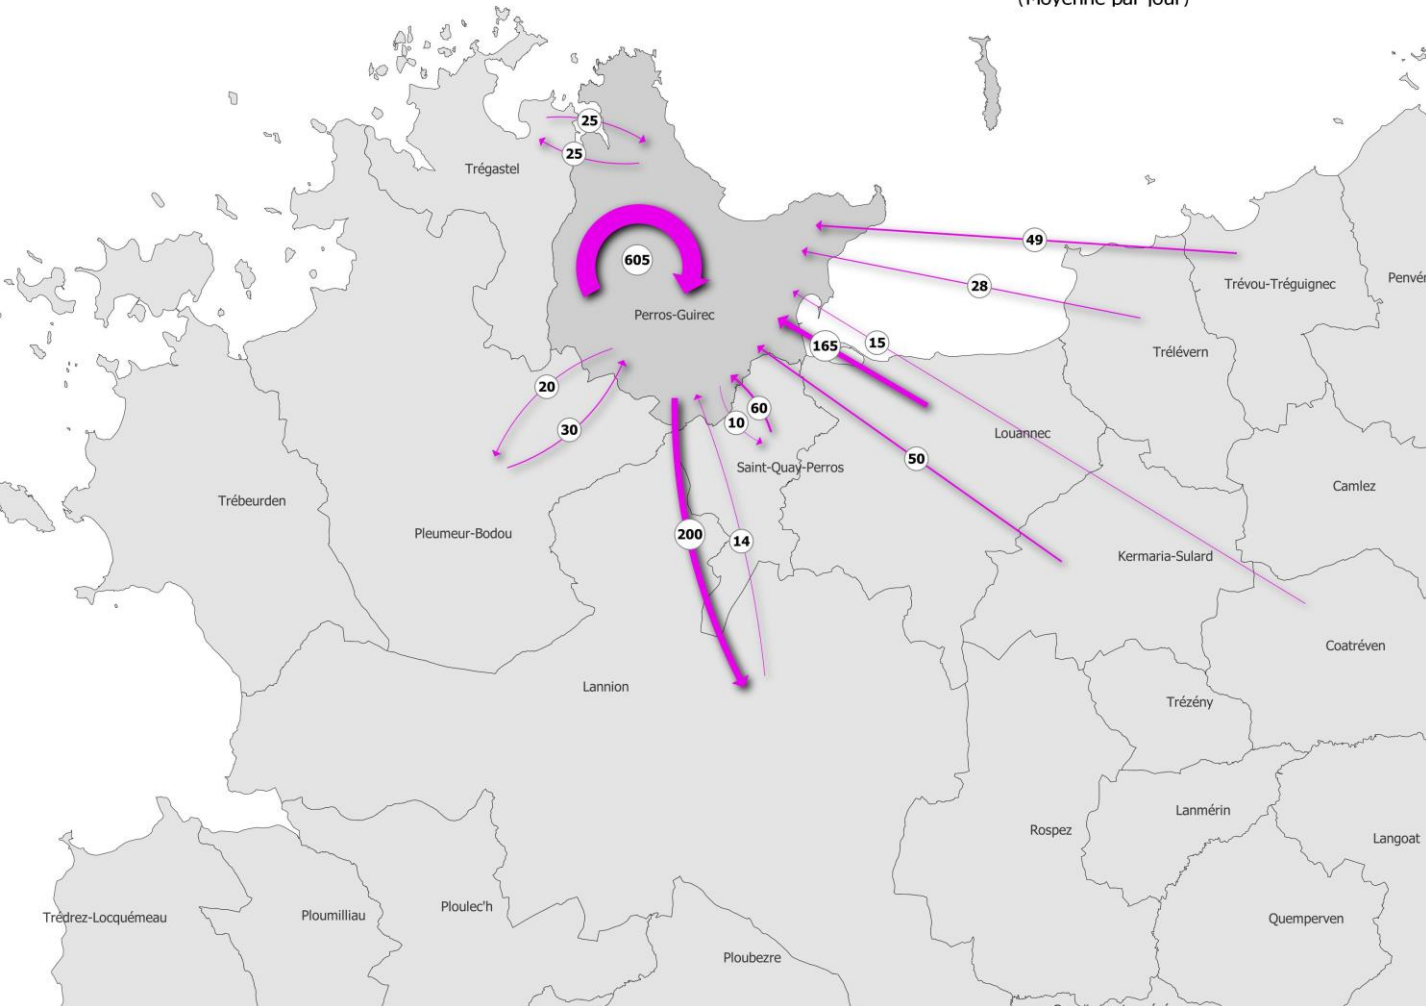 (Moyenne par jour)
25
25
Trégastel
49
605
28
Trévou-Tréguignec
Perros-Guirec
15
165
Trélévern
20
60
10
30
Louannec
50
Saint-Quay-Perros
Camlez
Trébeurden
Pleumeur-Bodou
200
14
Kermaria-Sulard
Coatréven
Lannion
Trézény
Lanmérin
Rospez
Langoat
Trédrez-Locquémeau
Ploumilliau
Ploulec'h
Quemperven
Ploubezre